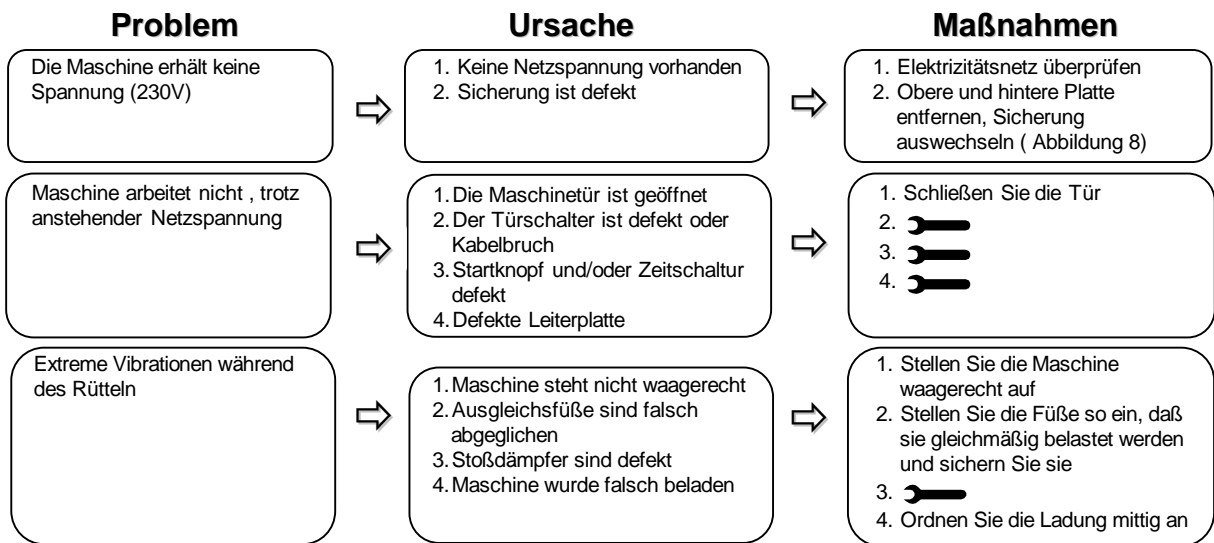 Problem
Ursache
Maßnahmen
Die Maschine erhält keine
Spannung (230V)
1. Keine Netzspannung vorhanden
2. Sicherung ist defekt
1. Elektrizitätsnetz überprüfen
2. Obere und hintere Platte
entfernen, Sicherung
auswechseln ( Abbildung 8)
Maschine arbeitet nicht , trotz
anstehender Netzspannung
1. Die Maschinetür ist geöffnet
2. Der Türschalter ist defekt oder
Kabelbruch
3. Startknopf und/oder Zeitschaltur
defekt
4. Defekte Leiterplatte
1. Schließen Sie die Tür
2.
3.
4.
Extreme Vibrationen während
des Rütteln
1. Maschine steht nicht waagerecht
2. Ausgleichsfüße sind falsch
abgeglichen
3. Stoßdämpfer sind defekt
4. Maschine wurde falsch beladen
1. Stellen Sie die Maschine
waagerecht auf
2. Stellen Sie die Füße so ein, daß
sie gleichmäßig belastet werden
und sichern Sie sie
3.
4. Ordnen Sie die Ladung mittig an